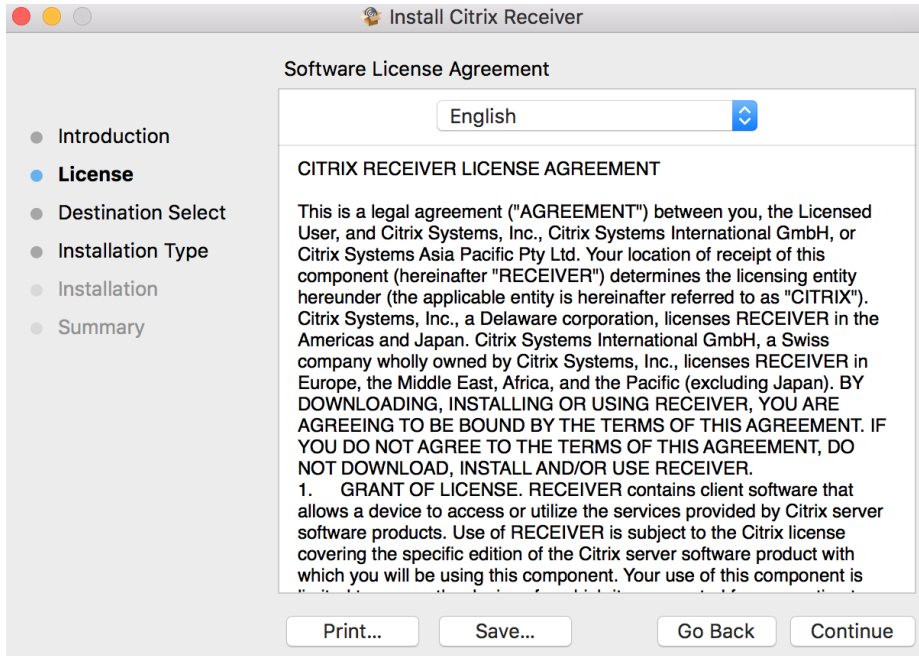 Install Citrix Receiver
Software License Agreement
Introduction
License
Destination Select
Installation Type
Installation
Summary
English
CITRIX RECEIVER LICENSE AGREEMENT
This is a legal agreement ("AGREEMENT") between you, the Licensed
User, and Citrix Systems, Inc., Citrix Systems International GmbH, or
Citrix Systems Asia Pacific Pty Ltd. Your location of receipt of this
component (hereinafter "RECEIVER") determines the licensing entity
hereunder (the applicable entity is hereinafter referred to as "CITRIX").
Citrix Systems, Inc., a Delaware corporation, licenses RECEIVER in the
Americas and Japan. Citrix Systems International GmbH, a Swiss
company wholly owned by Citrix Systems, Inc., licenses RECEIVER in
Europe, the Middle East, Africa, and the Pacific (excluding Japan). BY
DOWNLOADING, INSTALLING OR USING RECEIVER, YOU ARE
AGREEING TO BE BOUND BY THE TERMS OF THIS AGREEMENT. IF
YOU DO NOT AGREE TO THE TERMS OF THIS AGREEMENT, DO
NOT DOWNLOAD, INSTALL AND/OR USE RECEIVER.
1. GRANT OF LICENSE. RECEIVER contains client software that
allows a device to access or utilize the services provided by Citrix server
software products. Use of RECEIVER is subject to the Citrix license
covering the specific edition of the Citrix server software product with
which you will be using this component. Your use of this component is
Print...
Save...
Go Back
Continue